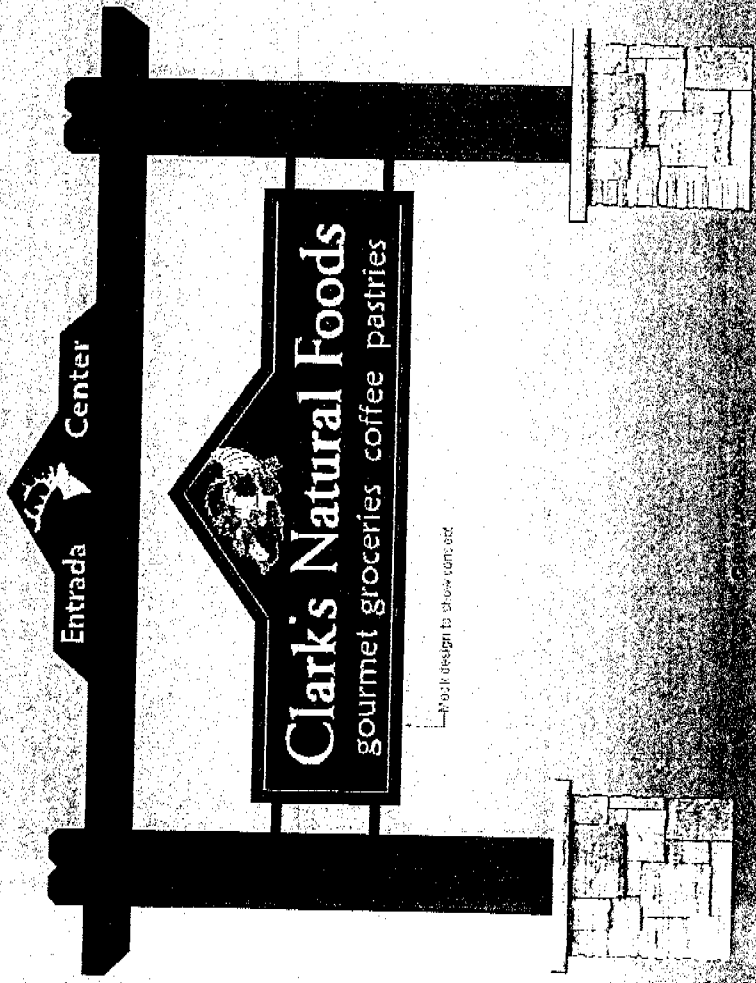 Entrada Center
Clark's Natural Foods
gourmet groceries coffee pastries
Mock design to show concept